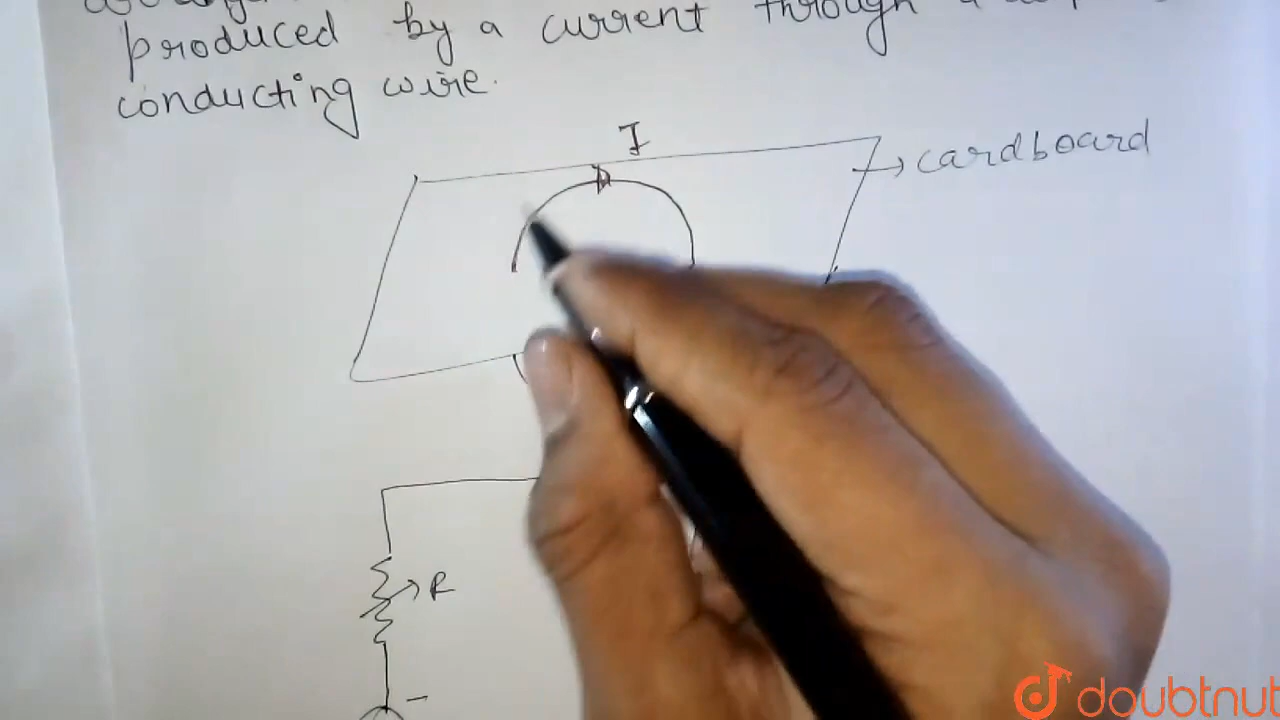 produced by a current through a
conducting wire.
I
cardboard
R
-
doubtnut